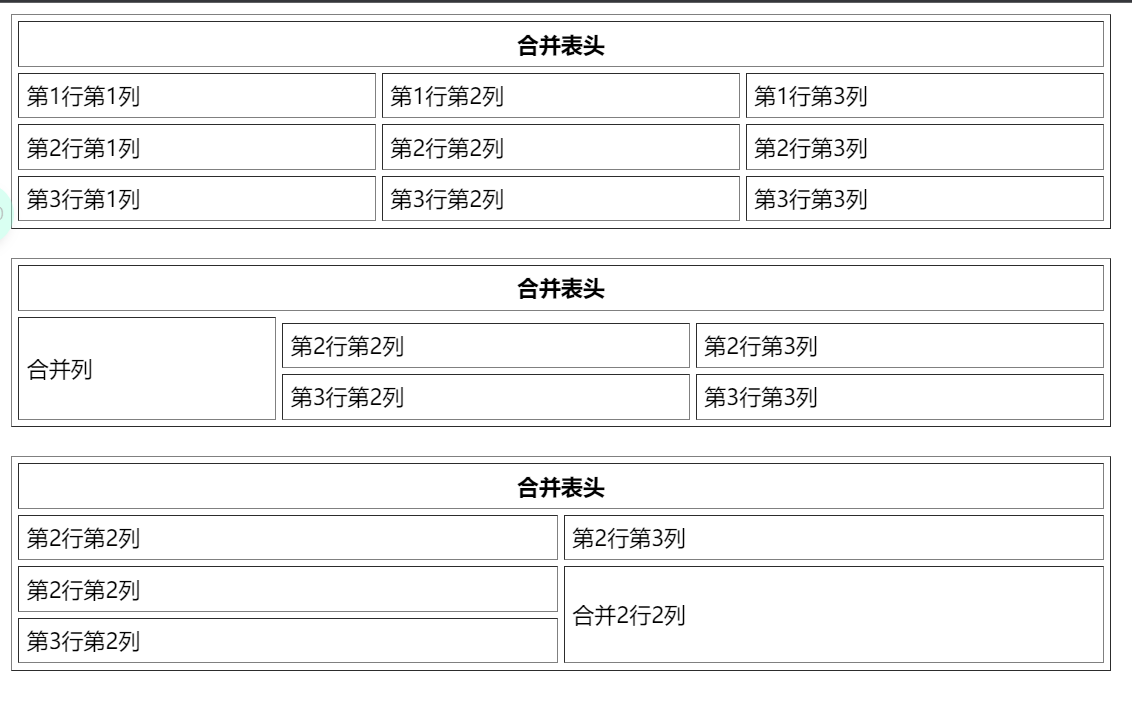 合并表头
第1行第1列 第1行第2列 第1行第3列
第2行第1列 第2行第2列 第2行第3列
第3行第1列 第3行第2列 第3行第3列
合并表头
合并列 第2行第2列 第2行第3列
第3行第2列 第3行第3列
合并表头
第2行第2列 第2行第3列
第2行第2列 合并2行2列
第3行第2列